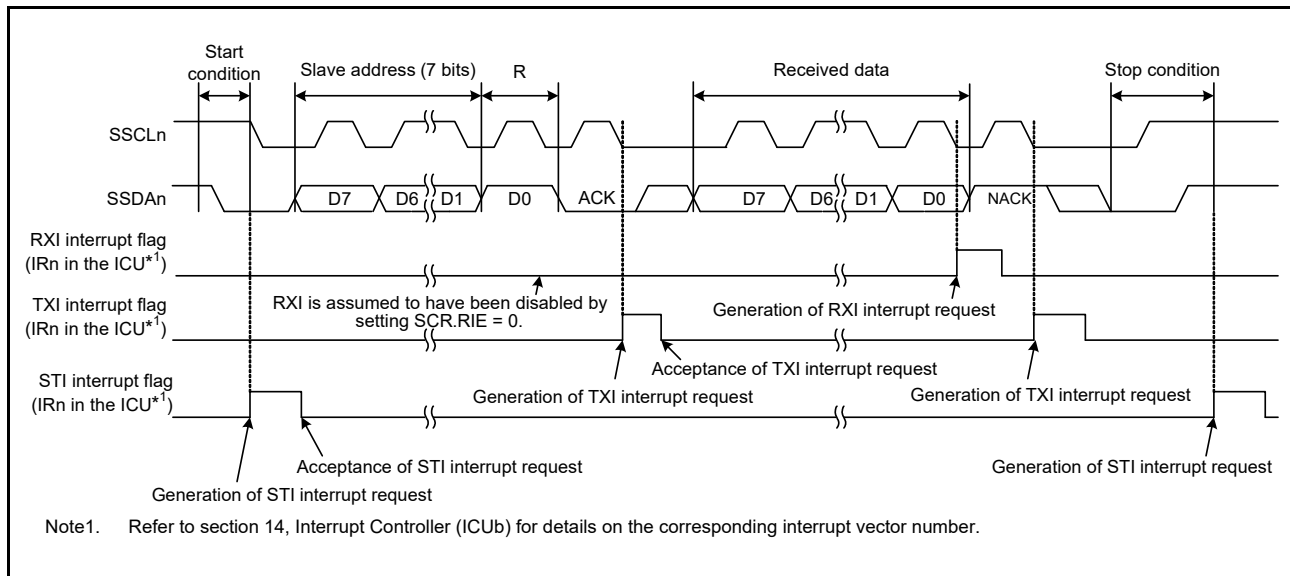 Start
condition
Slave address (7 bits)
R
Received data
Stop condition
SSCLn
SSDAn
D7
D6
D1
D0
ACK
D7
D6
D1
D0
NACK
RXI interrupt flag
(IRn in the ICU*1)
RXI is assumed to have been disabled by
setting SCR.RIE = 0.
Generation of RXI interrupt request
TXI interrupt flag
(IRn in the ICU*1)
Acceptance of TXI interrupt request
Generation of TXI interrupt request
Generation of TXI interrupt request
STI interrupt flag
(IRn in the ICU*1)
Acceptance of STI interrupt request
Generation of STI interrupt request
Generation of STI interrupt request
Note1. Refer to section 14, Interrupt Controller (ICUb) for details on the corresponding interrupt vector number.